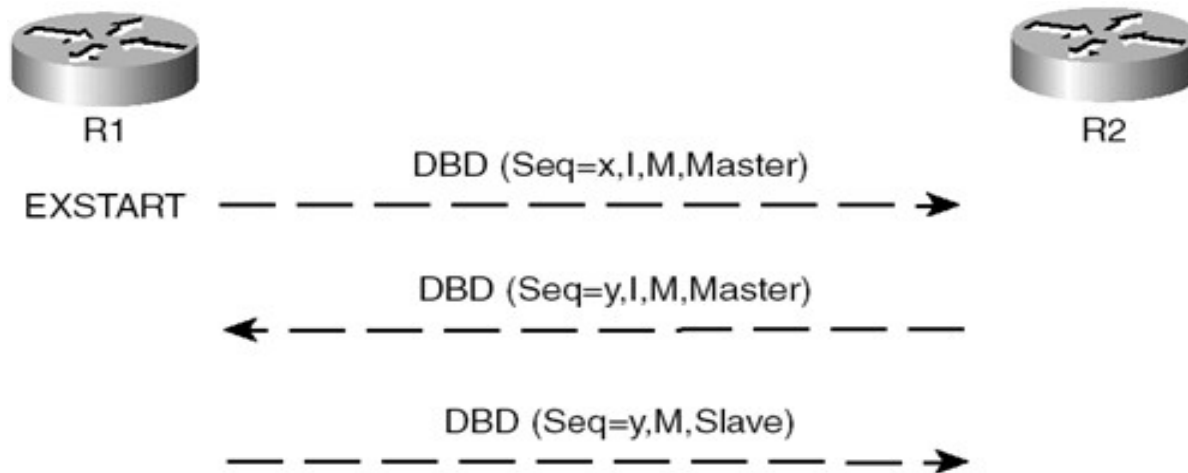 R1
R2
DBD (Seq=x,I,M,Master)
EXSTART
DBD (Seq=y,I,M,Master)
DBD (Seq=y,M,Slave)